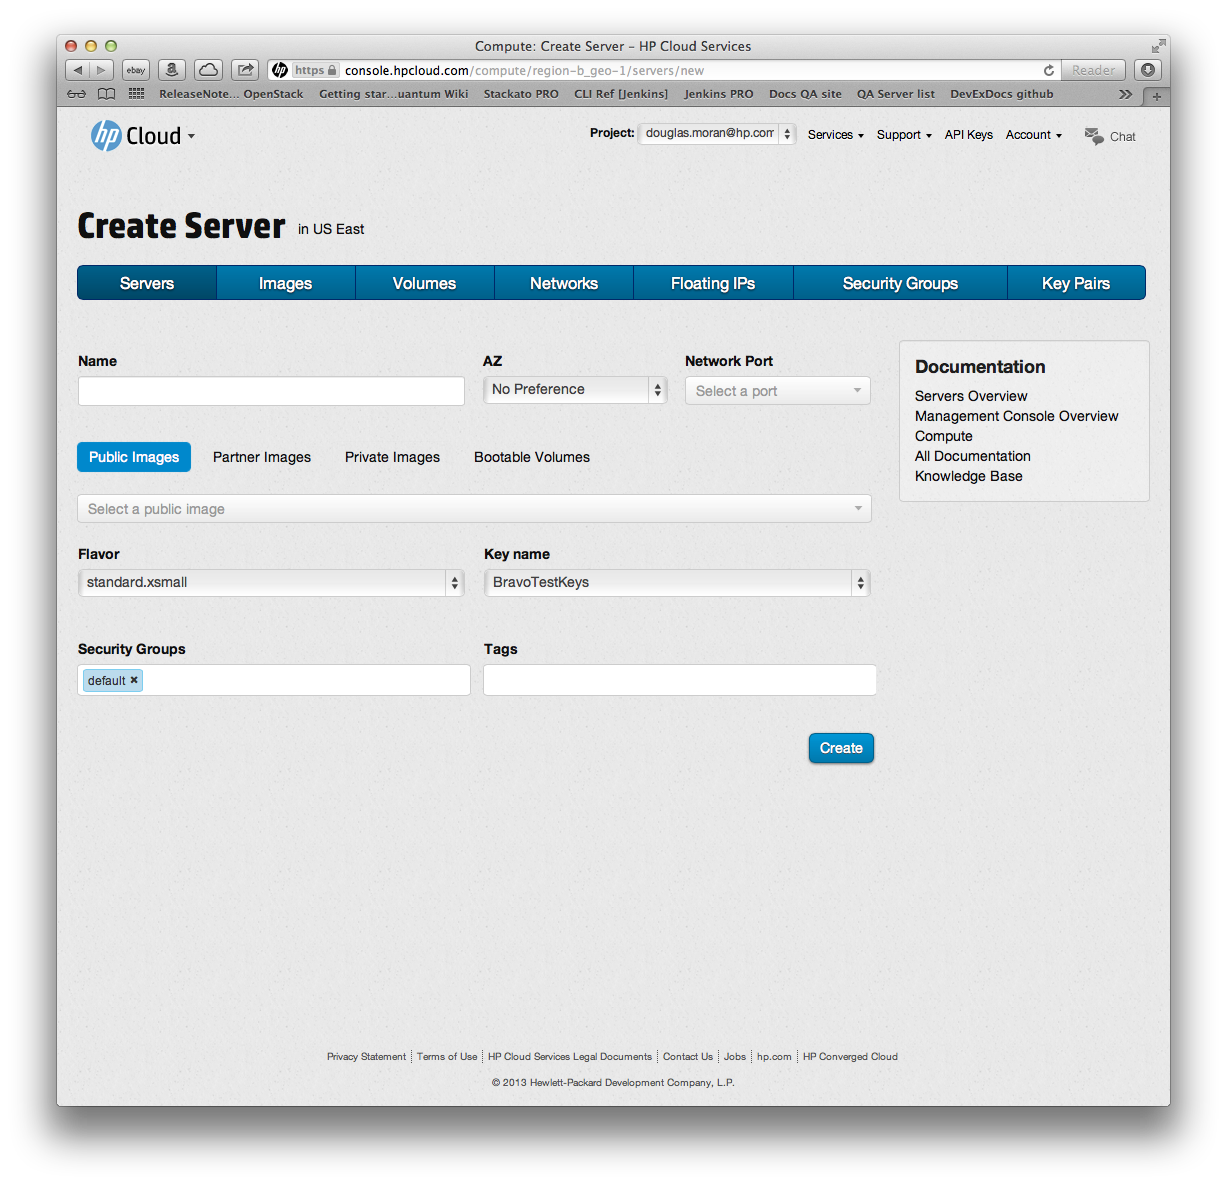 Compute: Create Server – HP Cloud Services
ebay a hp https console.hpcloud.com/compute/region-b_geo-1/servers/new Reader
ReleaseNote... OpenStack Getting star...uantum Wiki Stackato PRO CLI Ref [Jenkins] Jenkins PRO Docs QA site QA Server list DevExDocs github >> +
hp Cloud Project: douglas.moran@hp.com Services Support API Keys Account Chat
Create Server in US East
Servers Images Volumes Networks Floating IPs Security Groups Key Pairs
Name AZ Network Port
No Preference Select a port
Public Images Partner Images Private Images Bootable Volumes
Select a public image
Flavor Key name
standard.xsmall BravoTestKeys
Security Groups Tags
default ×
Create
Documentation
Servers Overview
Management Console Overview
Compute
All Documentation
Knowledge Base
Privacy Statement Terms of Use HP Cloud Services Legal Documents Contact Us Jobs hp.com HP Converged Cloud
© 2013 Hewlett-Packard Development Company, L.P.